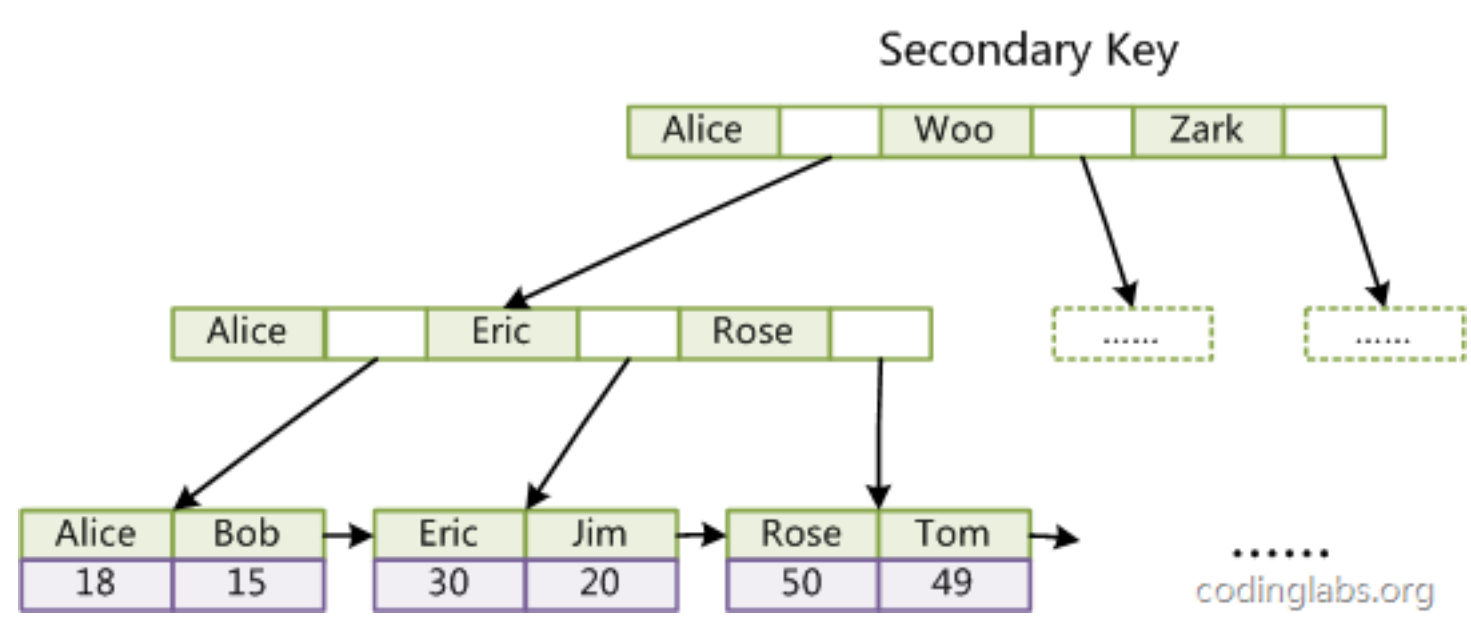 Secondary Key
Alice Woo Zark
Alice Eric Rose
...... ......
Alice Bob Eric Jim Rose Tom
18 15 30 20 50 49
......
codinglabs.org